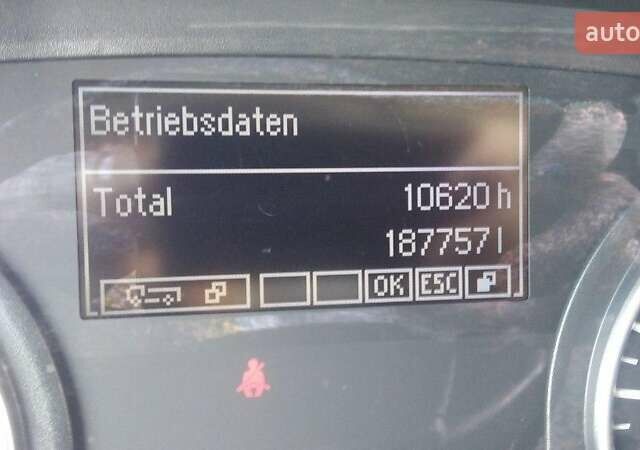 auto
Betriebsdaten
Total 10620 h
187757 l
OK ESC